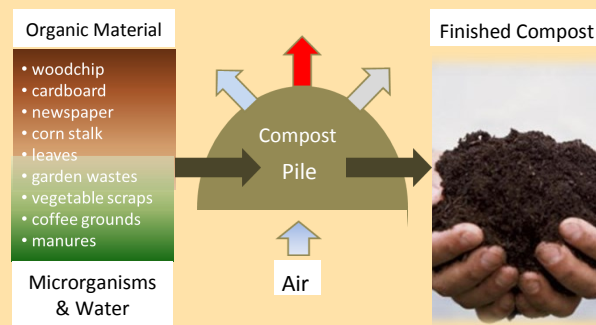 Organic Material
• woodchip
• cardboard
• newspaper
• corn stalk
• leaves
• garden wastes
• vegetable scraps
• coffee grounds
• manures
Microrganisms
& Water
Compost
Pile
Air
Finished Compost